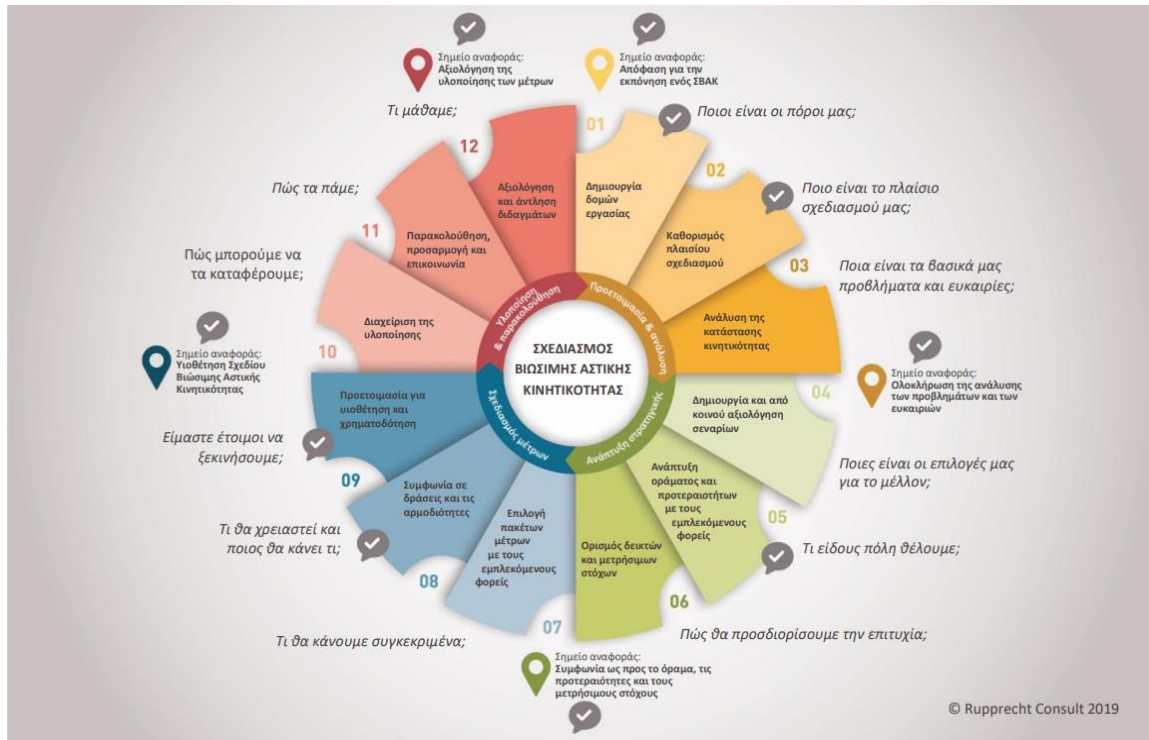 Σημείο αναφοράς:
Αξιολόγηση της
υλοποίησης των μέτρων
Σημείο αναφοράς:
Απόφαση για την
εκπόνηση ενός ΣΒΑΚ
Τι μάθαμε;
Ποιοι είναι οι πόροι μας;
12
Αξιολόγηση
και άντληση
διδαγμάτων
01
Δημιουργία
δομών
εργασίας
Πώς τα πάμε;
11
Παρακολούθηση,
προσαρμογή και
επικοινωνία
02
Καθορισμός
πλαισίου
σχεδιασμού
Ποιο είναι το πλαίσιο
σχεδιασμού μας;
Πώς μπορούμε να
τα καταφέρουμε;
10
Διαχείριση της
υλοποίησης
03
Ανάλυση της
κατάστασης
κινητικότητας
Ποια είναι τα βασικά μας
προβλήματα και ευκαιρίες;
Υλοποίηση
& παρακολούθηση
Προετοιμασία & ανάλυση
ΣΧΕΔΙΑΣΜΟΣ
ΒΙΩΣΙΜΗΣ ΑΣΤΙΚΗΣ
ΚΙΝΗΤΙΚΟΤΗΤΑΣ
Σχεδιασμός μέτρων
Ανάπτυξη στρατηγικής
Σημείο αναφοράς:
Υιοθέτηση Σχεδίου
Βιώσιμης Αστικής
Κινητικότητας
Σημείο αναφοράς:
Ολοκλήρωση της ανάλυσης
των προβλημάτων και των
ευκαιριών
Προετοιμασία για
υιοθέτηση και
χρηματοδότηση
09
Είμαστε έτοιμοι να
ξεκινήσουμε;
04
Δημιουργία και από
κοινού αξιολόγηση
σεναρίων
Ποιες είναι οι επιλογές μας
για το μέλλον;
Συμφωνία σε
δράσεις και τις
αρμοδιότητες
08
Τι θα χρειαστεί και
ποιος θα κάνει τι;
05
Ανάπτυξη
οράματος και
προτεραιοτήτων
με τους
εμπλεκόμενους
φορείς
Τι είδους πόλη θέλουμε;
Επιλογή
πακέτων
μέτρων
με τους
εμπλεκόμενους
φορείς
07
Τι θα κάνουμε συγκεκριμένα;
Ορισμός δεικτών
και μετρήσιμων
στόχων
06
Πώς θα προσδιορίσουμε την επιτυχία;
Σημείο αναφοράς:
Συμφωνία ως προς το όραμα, τις
προτεραιότητες και τους
μετρήσιμους στόχους
© Rupprecht Consult 2019